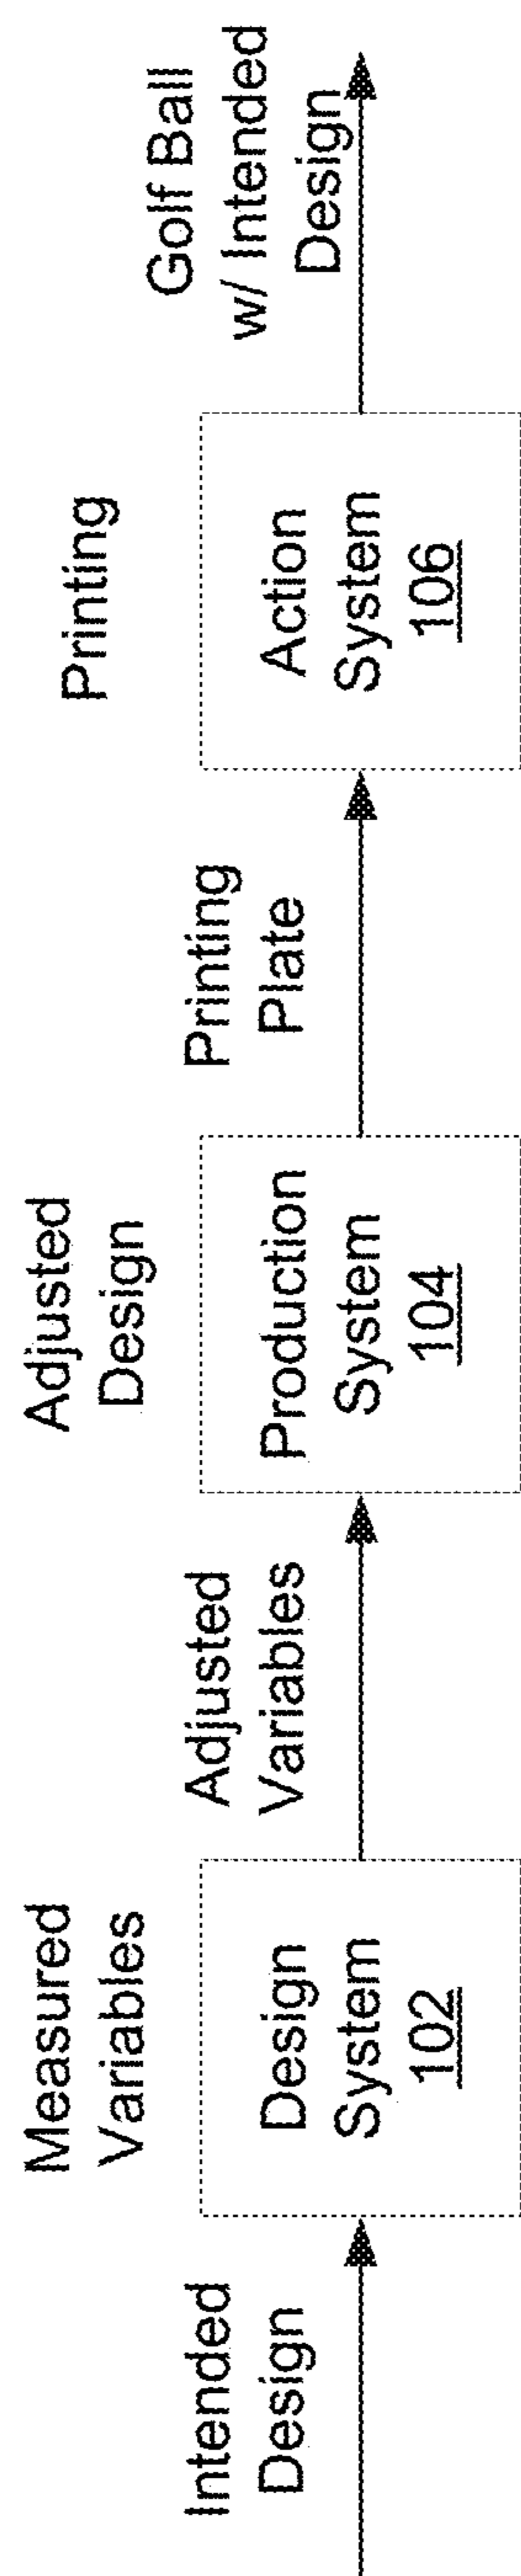 Intended
Design
Measured
Variables
Design
System
102
Adjusted
Variables
Adjusted
Design
Production
System
104
Printing
Plate
Printing
Action
System
106
Golf Ball
w/ Intended
Design